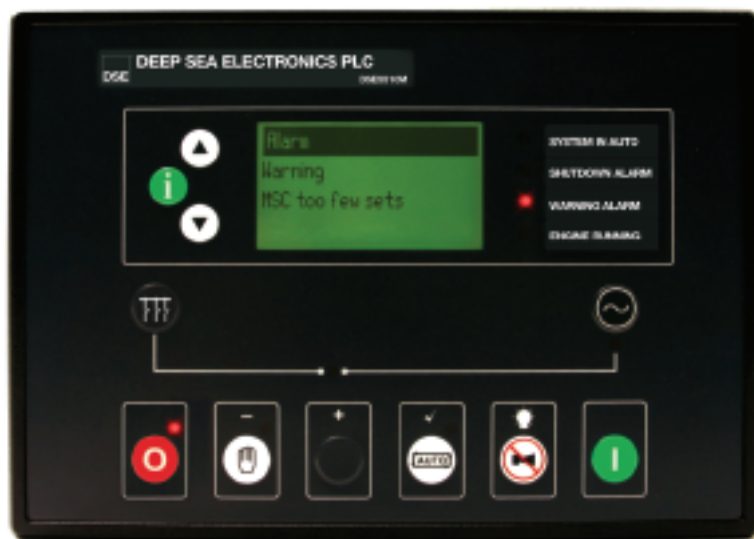 DEEP SEA ELECTRONICS PLC
DSE
Alarm
Warning
MSC too few sets
SYSTEM IN AUTO
SHUTDOWN ALARM
WARNING ALARM
ENGINE RUNNING
i
- + ✓
O
AUTO
I